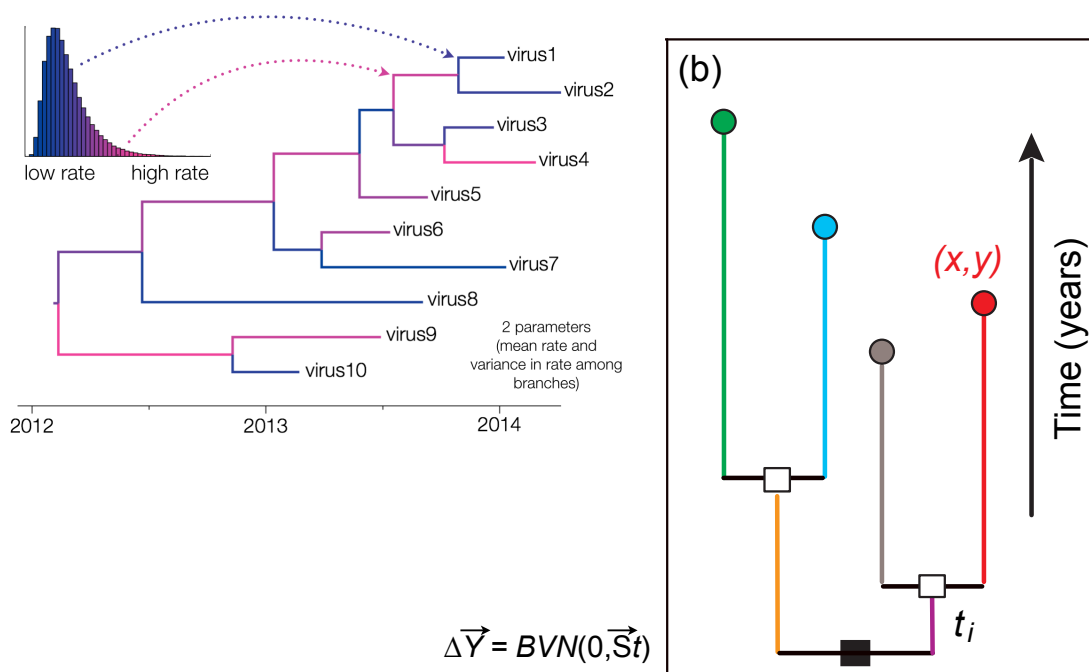 low rate
high rate
virus1
virus2
virus3
virus4
virus5
virus6
virus7
virus8
virus9
virus10
2 parameters
(mean rate and
variance in rate among
branches)
2012
2013
2014
ΔY⃗ = BVN(0,S⃗t)
(b)
(x,y)
Time (years)
t_i